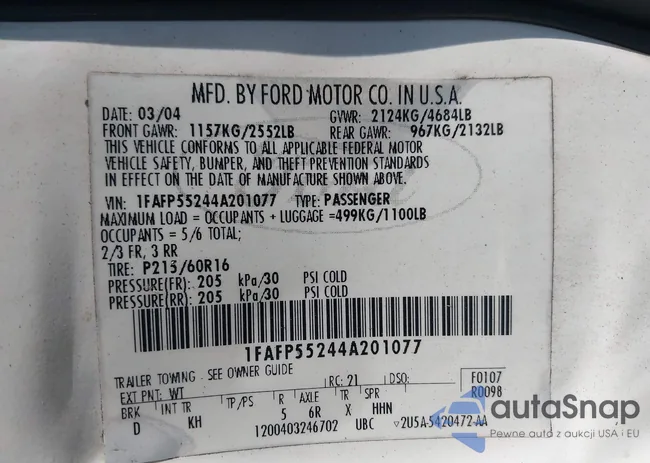 MFD. BY FORD MOTOR CO. IN U.S.A.
DATE: 03/04 GVWR: 2124KG/4684LB
FRONT GAWR: 1157KG/2552LB REAR GAWR: 967KG/2132LB
THIS VEHICLE CONFORMS TO ALL APPLICABLE FEDERAL MOTOR
VEHICLE SAFETY, BUMPER, AND THEFT PREVENTION STANDARDS
IN EFFECT ON THE DATE OF MANUFACTURE SHOWN ABOVE.
VIN: 1FAFP55244A201077 TYPE: PASSENGER
MAXIMUM LOAD = OCCUPANTS + LUGGAGE =499KG/1100LB
OCCUPANTS = 5/6 TOTAL;
2/3 FR, 3 RR
TIRE: P215/60R16
PRESSURE(FR): 205 kPa/30 PSI COLD
PRESSURE(RR): 205 kPa/30 PSI COLD
1FAFP55244A201077
TRAILER TOWING - SEE OWNER GUIDE
EXT PNT: WT RC: 21 DSO: F0107
R0098
BRK INT TR TP/PS R AXLE TR SPR
D KH 5 6R X HHN
1200403246702 UBC ▽2U5A-5420472-AA
autoSnap
Pewne auto z aukcji USA i EU